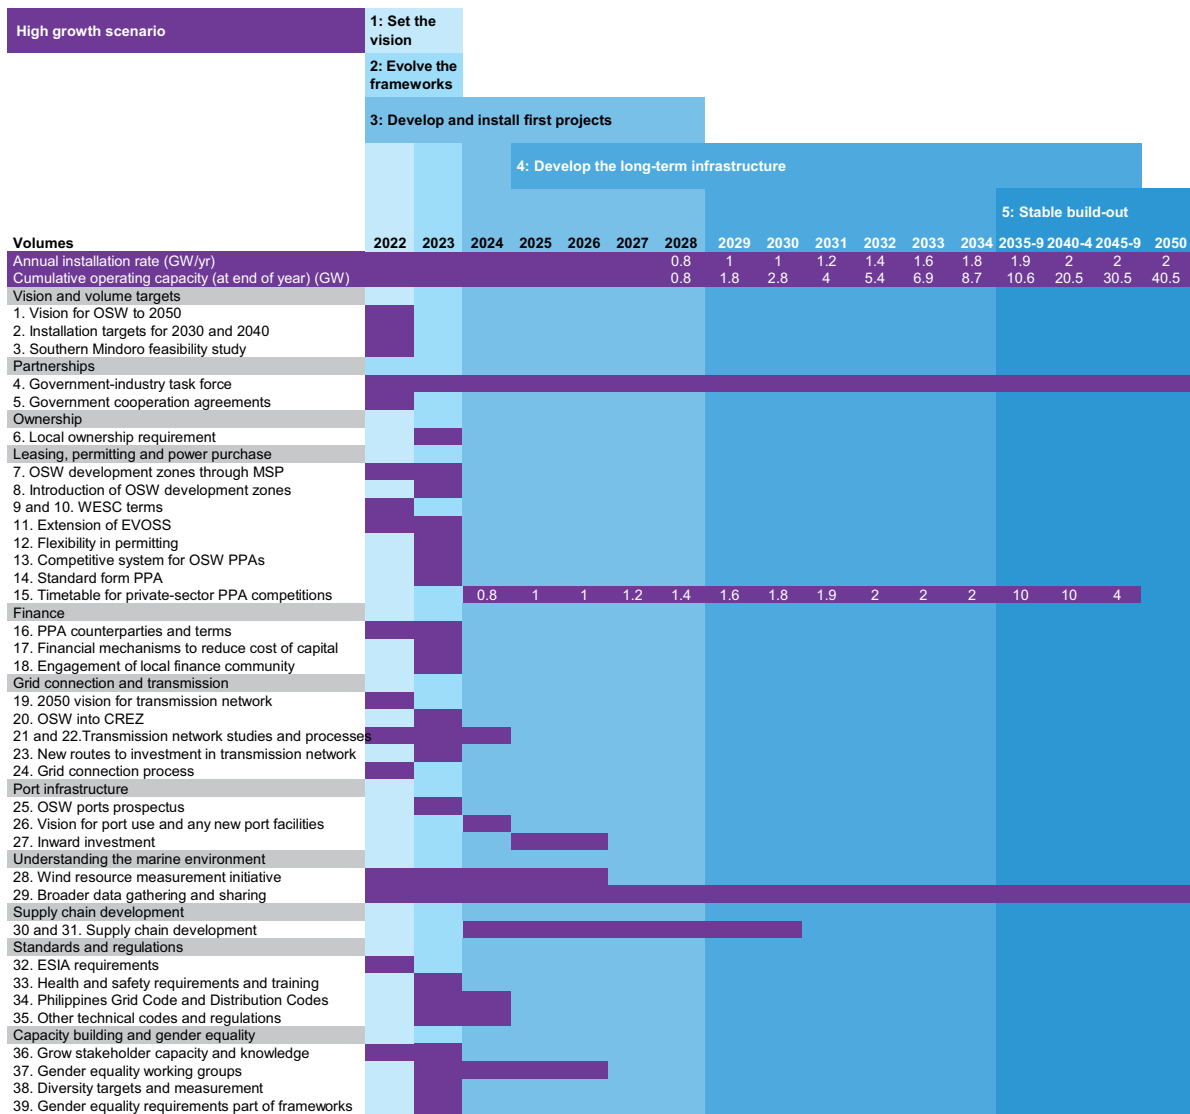 High growth scenario
1: Set the
vision
2: Evolve the
frameworks
3: Develop and install first projects
4: Develop the long-term infrastructure
5: Stable build-out
Volumes 2022 2023 2024 2025 2026 2027 2028 2029 2030 2031 2032 2033 2034 2035-9 2040-4 2045-9 2050
Annual installation rate (GW/yr) 0.8 1 1 1.2 1.4 1.6 1.8 1.9 2 2 2
Cumulative operating capacity (at end of year) (GW) 0.8 1.8 2.8 4 5.4 6.9 8.7 10.6 20.5 30.5 40.5
Vision and volume targets
1. Vision for OSW to 2050
2. Installation targets for 2030 and 2040
3. Southern Mindoro feasibility study
Partnerships
4. Government-industry task force
5. Government cooperation agreements
Ownership
6. Local ownership requirement
Leasing, permitting and power purchase
7. OSW development zones through MSP
8. Introduction of OSW development zones
9 and 10. WESC terms
11. Extension of EVOSS
12. Flexibility in permitting
13. Competitive system for OSW PPAs
14. Standard form PPA
15. Timetable for private-sector PPA competitions 0.8 1 1 1.2 1.4 1.6 1.8 1.9 2 2 2 10 10 4
Finance
16. PPA counterparties and terms
17. Financial mechanisms to reduce cost of capital
18. Engagement of local finance community
Grid connection and transmission
19. 2050 vision for transmission network
20. OSW into CREZ
21 and 22.Transmission network studies and processes
23. New routes to investment in transmission network
24. Grid connection process
Port infrastructure
25. OSW ports prospectus
26. Vision for port use and any new port facilities
27. Inward investment
Understanding the marine environment
28. Wind resource measurement initiative
29. Broader data gathering and sharing
Supply chain development
30 and 31. Supply chain development
Standards and regulations
32. ESIA requirements
33. Health and safety requirements and training
34. Philippines Grid Code and Distribution Codes
35. Other technical codes and regulations
Capacity building and gender equality
36. Grow stakeholder capacity and knowledge
37. Gender equality working groups
38. Diversity targets and measurement
39. Gender equality requirements part of frameworks